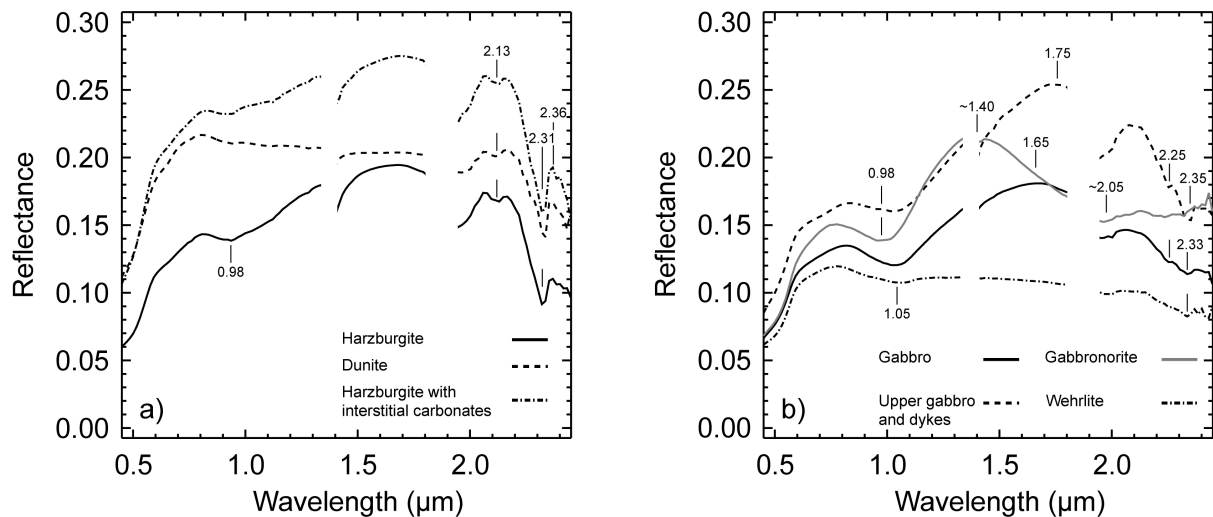 0.30
0.25
0.20
0.15
0.10
0.05
0.00
Reflectance
2.13
2.36
2.31
0.98
Harzburgite
Dunite
Harzburgite with
interstitial carbonates
a)
0.5 1.0 1.5 2.0
Wavelength (µm)
0.30
0.25
0.20
0.15
0.10
0.05
0.00
Reflectance
1.75
~1.40
1.65
0.98
2.25
~2.05
2.35
2.33
1.05
Gabbro Gabbronorite
Upper gabbro Wehrlite
and dykes
b)
0.5 1.0 1.5 2.0
Wavelength (µm)